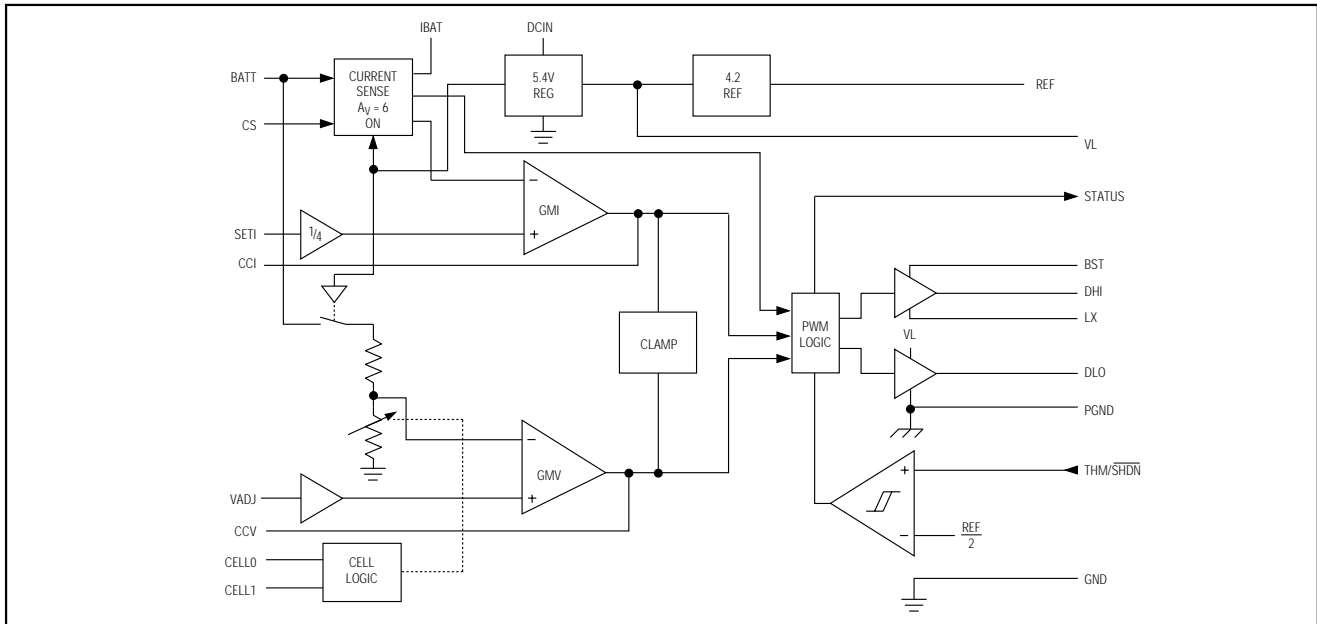 IBAT
DCIN
BATT
CURRENT
SENSE
AV = 6
ON
5.4V
REG
4.2
REF
REF
CS
VL
−
GMI
+
STATUS
SETI
1/4
CCI
BST
DHI
LX
PWM
LOGIC
CLAMP
VL
DLO
PGND
−
GMV
+
+
THM/SHDN
VADJ
CCV
−
REF
2
CELL0
CELL1
CELL
LOGIC
GND